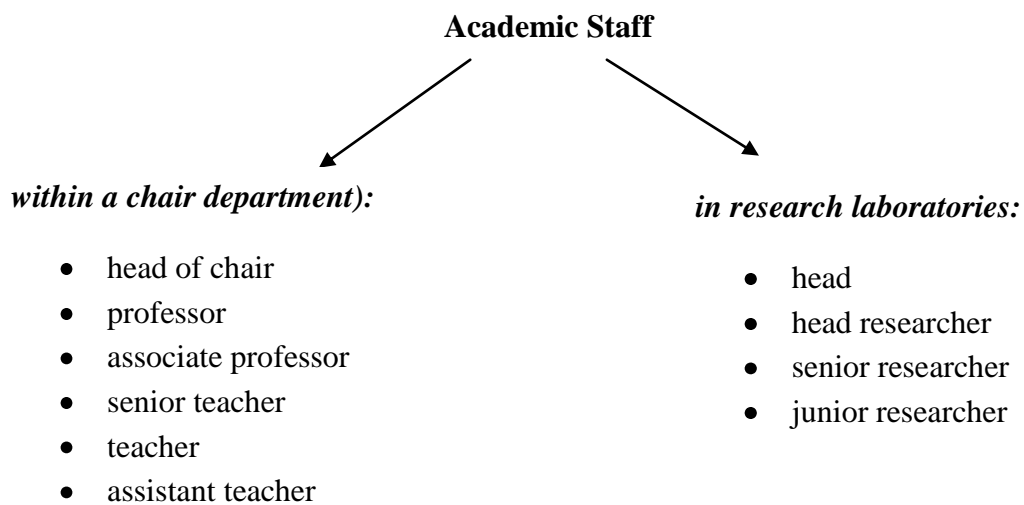 Academic Staff
within a chair department):
• head of chair
• professor
• associate professor
• senior teacher
• teacher
• assistant teacher
in research laboratories:
• head
• head researcher
• senior researcher
• junior researcher